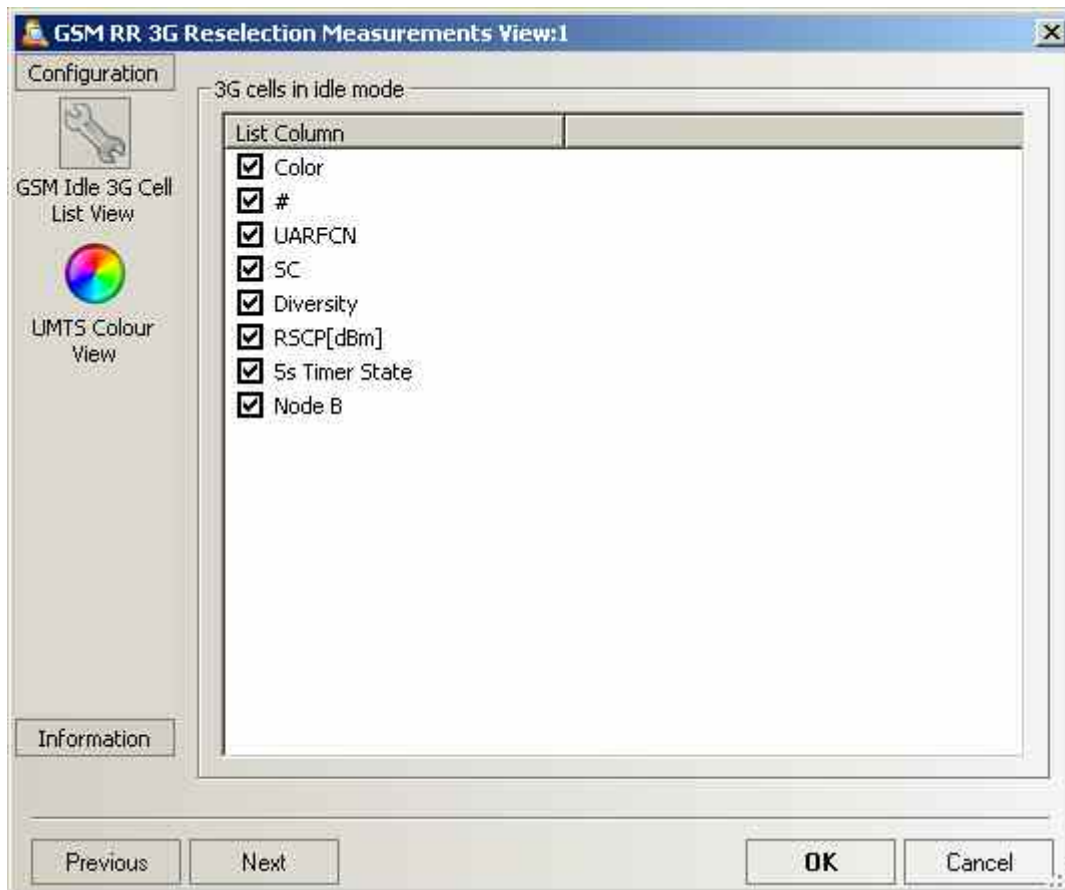 GSM RR 3G Reselection Measurements View:1
Configuration
GSM Idle 3G Cell
List View
UMTS Colour
View
Information
3G cells in idle mode
List Column
Color
#
UARFCN
SC
Diversity
RSCP[dBm]
5s Timer State
Node B
Previous
Next
OK
Cancel